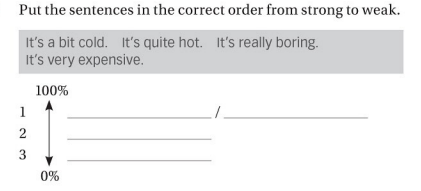 Put the sentences in the correct order from strong to weak.
It's a bit cold. It's quite hot. It's really boring.
It's very expensive.
100%
1 /
2
3
0%